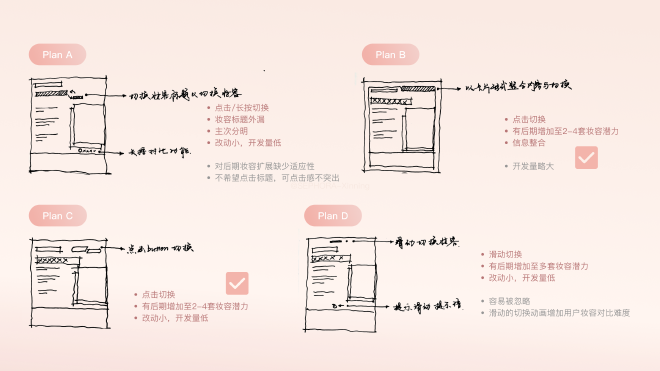 Plan A
切换妆容标题以切换妆容
点击/长按切换
妆容标题外漏
主次分明
改动小，开发量低
长按对比功能
对后期妆容扩展缺少适应性
不希望点击标题，可点击感不突出
Plan B
以卡片形式整合内容与切换
点击切换
有后期增加至2-4套妆容潜力
信息整合
开发量略大
Plan C
点击button切换
点击切换
有后期增加至2-4套妆容潜力
改动小，开发量低
Plan D
滑动切换妆容
滑动切换
有后期增加至多套妆容潜力
改动小，开发量低
提示滑动提示语
容易被忽略
滑动的切换动画增加用户妆容对比难度